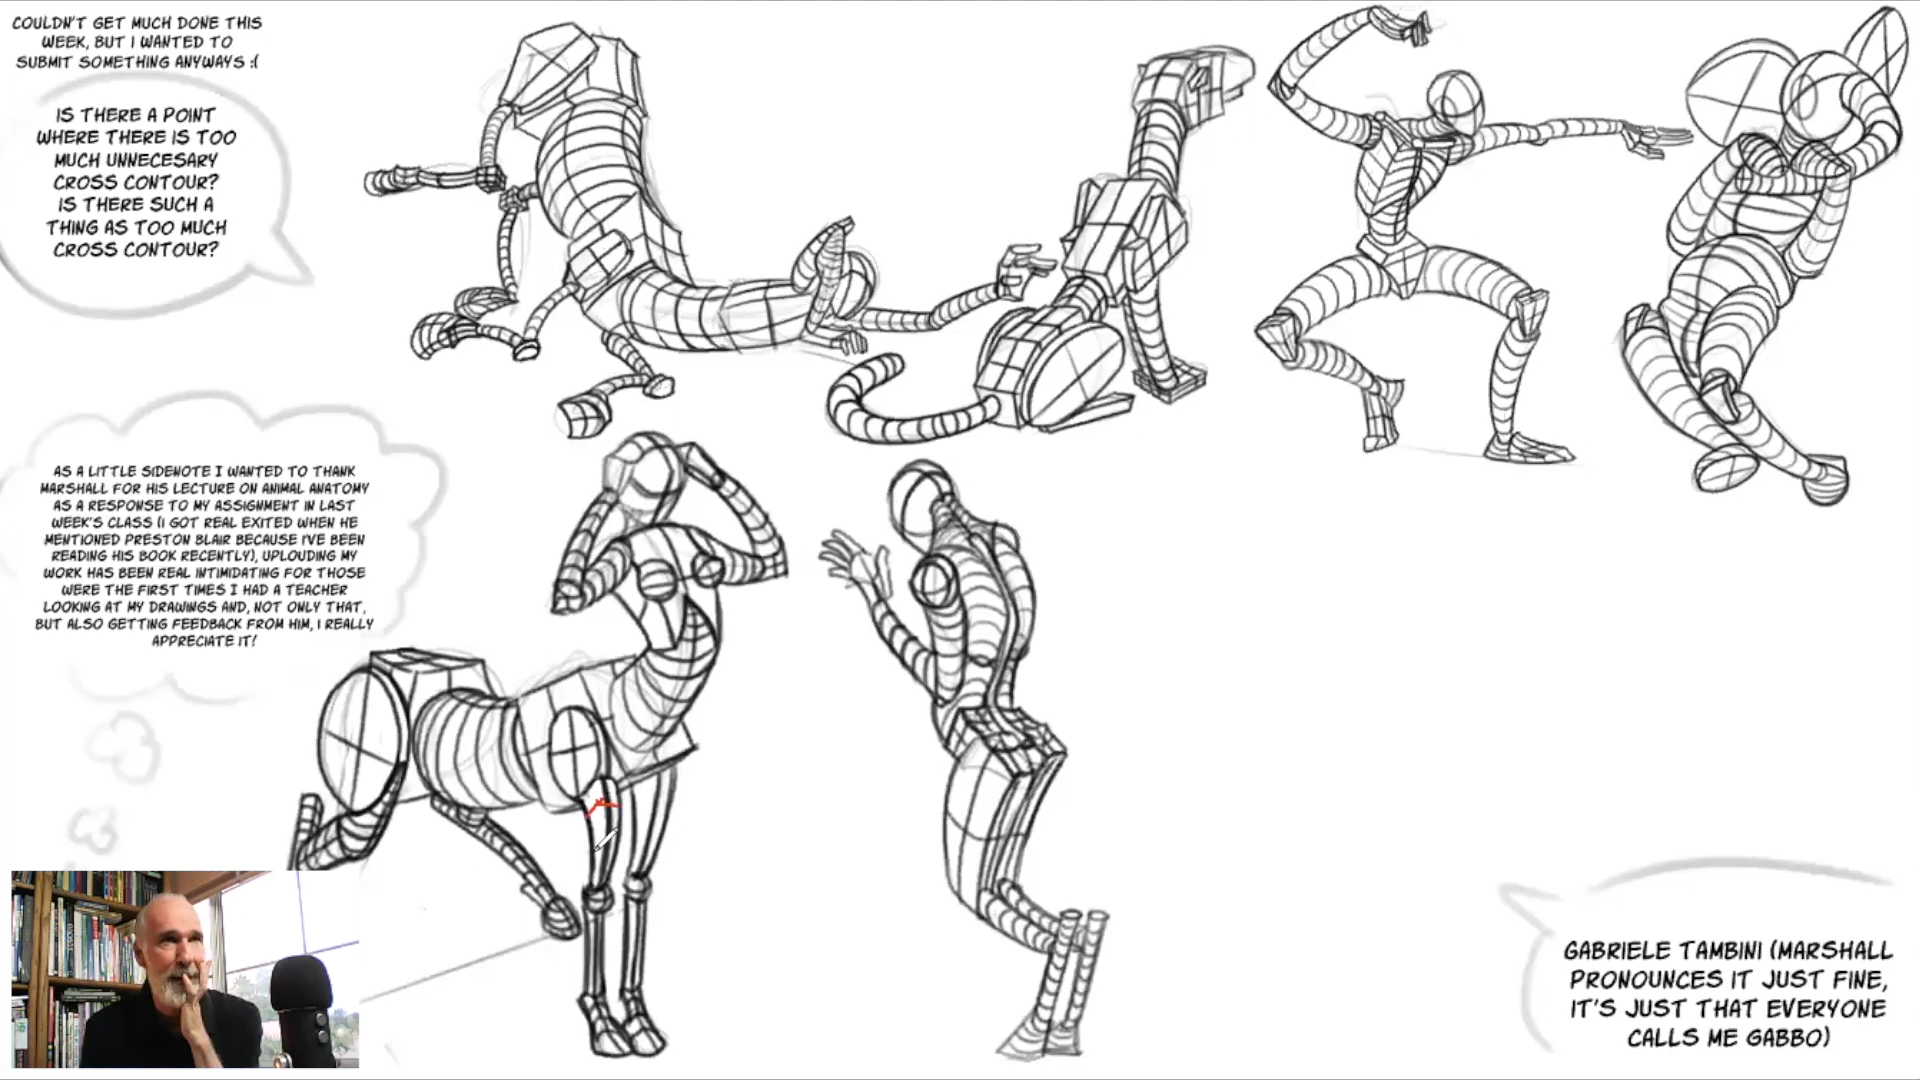 COULDN'T GET MUCH DONE THIS
WEEK, BUT I WANTED TO
SUBMIT SOMETHING ANYWAYS :(
IS THERE A POINT
WHERE THERE IS TOO
MUCH UNNECESARY
CROSS CONTOUR?
IS THERE SUCH A
THING AS TOO MUCH
CROSS CONTOUR?
AS A LITTLE SIDENOTE I WANTED TO THANK
MARSHALL FOR HIS LECTURE ON ANIMAL ANATOMY
AS A RESPONSE TO MY ASSIGNMENT IN LAST
WEEK'S CLASS (I GOT REAL EXITED WHEN HE
MENTIONED PRESTON BLAIR BECAUSE I'VE BEEN
READING HIS BOOK RECENTLY), UPLOUDING MY
WORK HAS BEEN REAL INTIMIDATING FOR THOSE
WERE THE FIRST TIMES I HAD A TEACHER
LOOKING AT MY DRAWINGS AND, NOT ONLY THAT,
BUT ALSO GETTING FEEDBACK FROM HIM, I REALLY
APPRECIATE IT!
GABRIELE TAMBINI (MARSHALL
PRONOUNCES IT JUST FINE,
IT'S JUST THAT EVERYONE
CALLS ME GABBO)